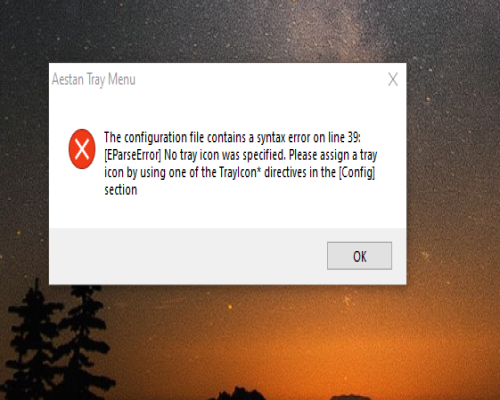 Aestan Tray Menu
The configuration file contains a syntax error on line 39:
[EParseError] No tray icon was specified. Please assign a tray
icon by using one of the TrayIcon* directives in the [Config]
section
OK